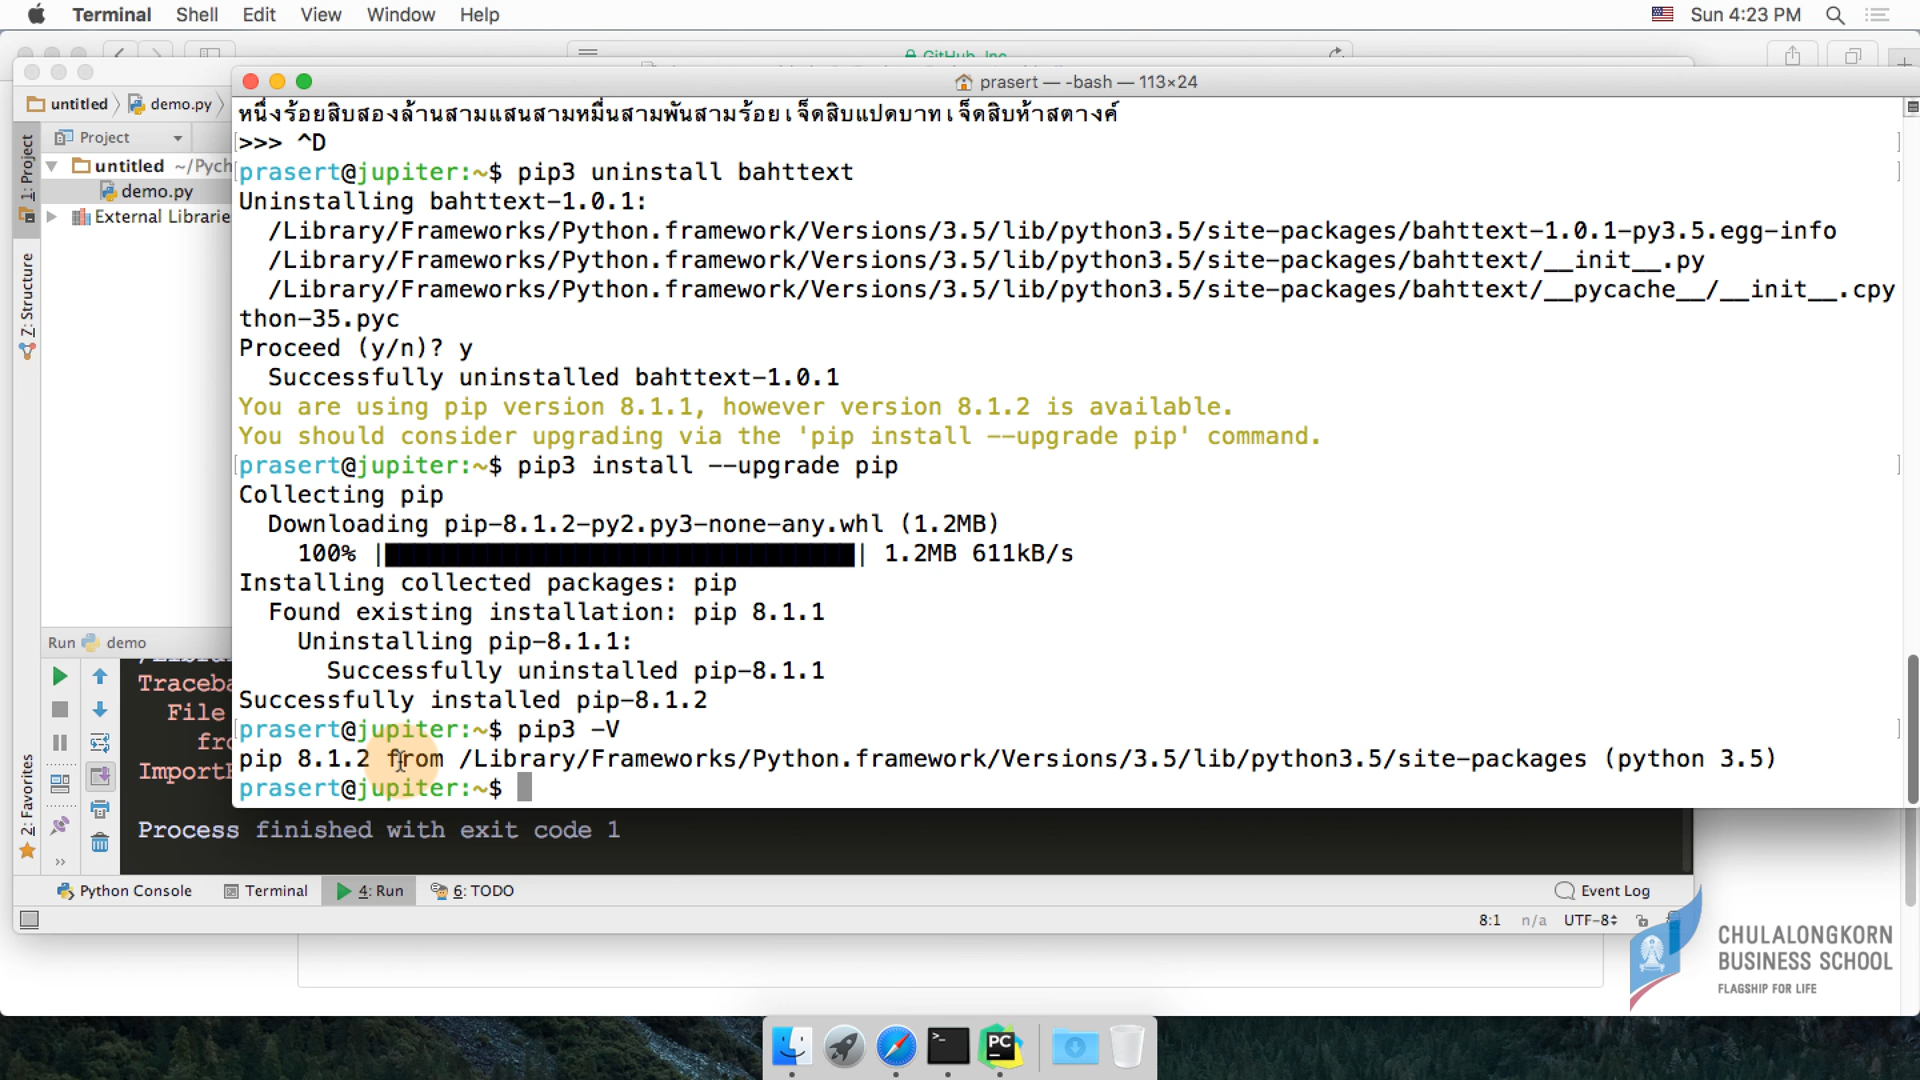 Terminal Shell Edit View Window Help Sun 4:23 PM
GitHub, Inc.
prasert — -bash — 113×24
untitled demo.py
Project
untitled ~/Pych
demo.py
External Librarie
1: Project
7: Structure
2: Favorites
หนึ่งร้อยสิบสองล้านสามแสนสามหมื่นสามพันสามร้อยเจ็ดสิบแปดบาทเจ็ดสิบห้าสตางค์
>>> ^D
prasert@jupiter:~$ pip3 uninstall bahttext
Uninstalling bahttext-1.0.1:
/Library/Frameworks/Python.framework/Versions/3.5/lib/python3.5/site-packages/bahttext-1.0.1-py3.5.egg-info
/Library/Frameworks/Python.framework/Versions/3.5/lib/python3.5/site-packages/bahttext/__init__.py
/Library/Frameworks/Python.framework/Versions/3.5/lib/python3.5/site-packages/bahttext/__pycache__/__init__.cpy
thon-35.pyc
Proceed (y/n)? y
Successfully uninstalled bahttext-1.0.1
You are using pip version 8.1.1, however version 8.1.2 is available.
You should consider upgrading via the 'pip install --upgrade pip' command.
prasert@jupiter:~$ pip3 install --upgrade pip
Collecting pip
Downloading pip-8.1.2-py2.py3-none-any.whl (1.2MB)
100% |████████████████████████████████| 1.2MB 611kB/s
Installing collected packages: pip
Found existing installation: pip 8.1.1
Uninstalling pip-8.1.1:
Successfully uninstalled pip-8.1.1
Successfully installed pip-8.1.2
prasert@jupiter:~$ pip3 -V
pip 8.1.2 from /Library/Frameworks/Python.framework/Versions/3.5/lib/python3.5/site-packages (python 3.5)
prasert@jupiter:~$
Run demo
Traceba
File
fro
ImportE
Process finished with exit code 1
Python Console Terminal 4: Run 6: TODO Event Log
8:1 n/a UTF-8
CHULALONGKORN
BUSINESS SCHOOL
FLAGSHIP FOR LIFE
PC